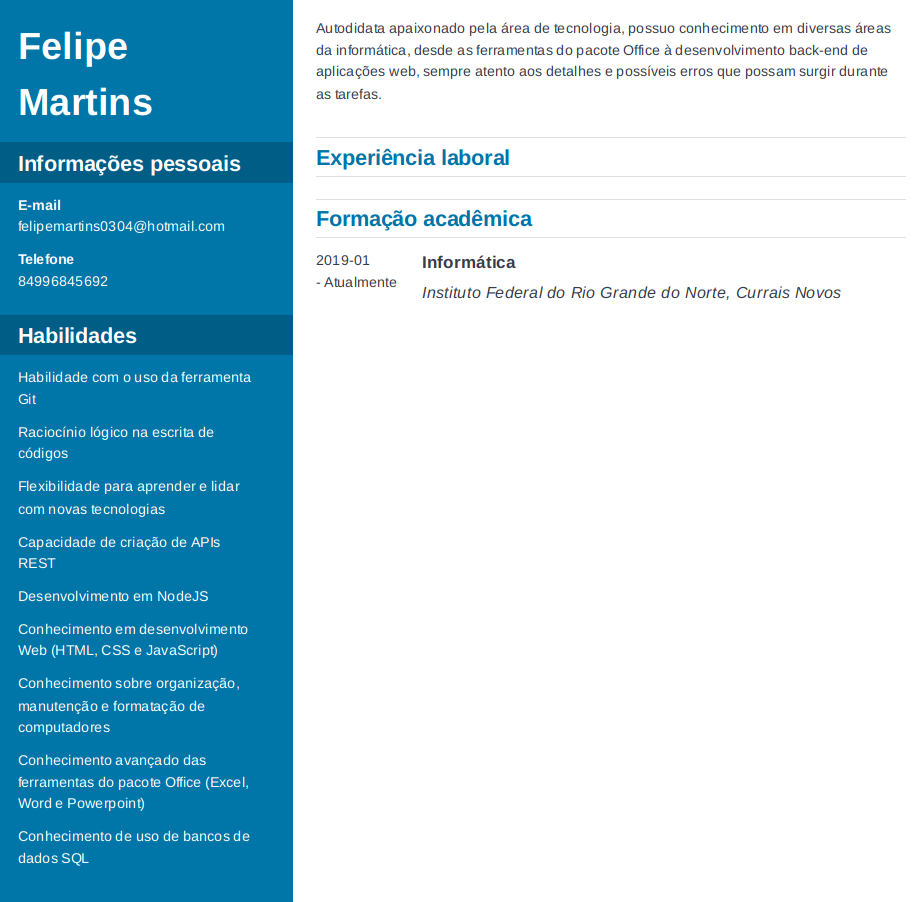 Felipe
Martins
Informações pessoais
E-mail
felipemartins0304@hotmail.com
Telefone
84996845692
Habilidades
Habilidade com o uso da ferramenta
Git
Raciocínio lógico na escrita de
códigos
Flexibilidade para aprender e lidar
com novas tecnologias
Capacidade de criação de APIs
REST
Desenvolvimento em NodeJS
Conhecimento em desenvolvimento
Web (HTML, CSS e JavaScript)
Conhecimento sobre organização,
manutenção e formatação de
computadores
Conhecimento avançado das
ferramentas do pacote Office (Excel,
Word e Powerpoint)
Conhecimento de uso de bancos de
dados SQL
Autodidata apaixonado pela área de tecnologia, possuo conhecimento em diversas áreas
da informática, desde as ferramentas do pacote Office à desenvolvimento back-end de
aplicações web, sempre atento aos detalhes e possíveis erros que possam surgir durante
as tarefas.
Experiência laboral
Formação acadêmica
2019-01
- Atualmente
Informática
Instituto Federal do Rio Grande do Norte, Currais Novos